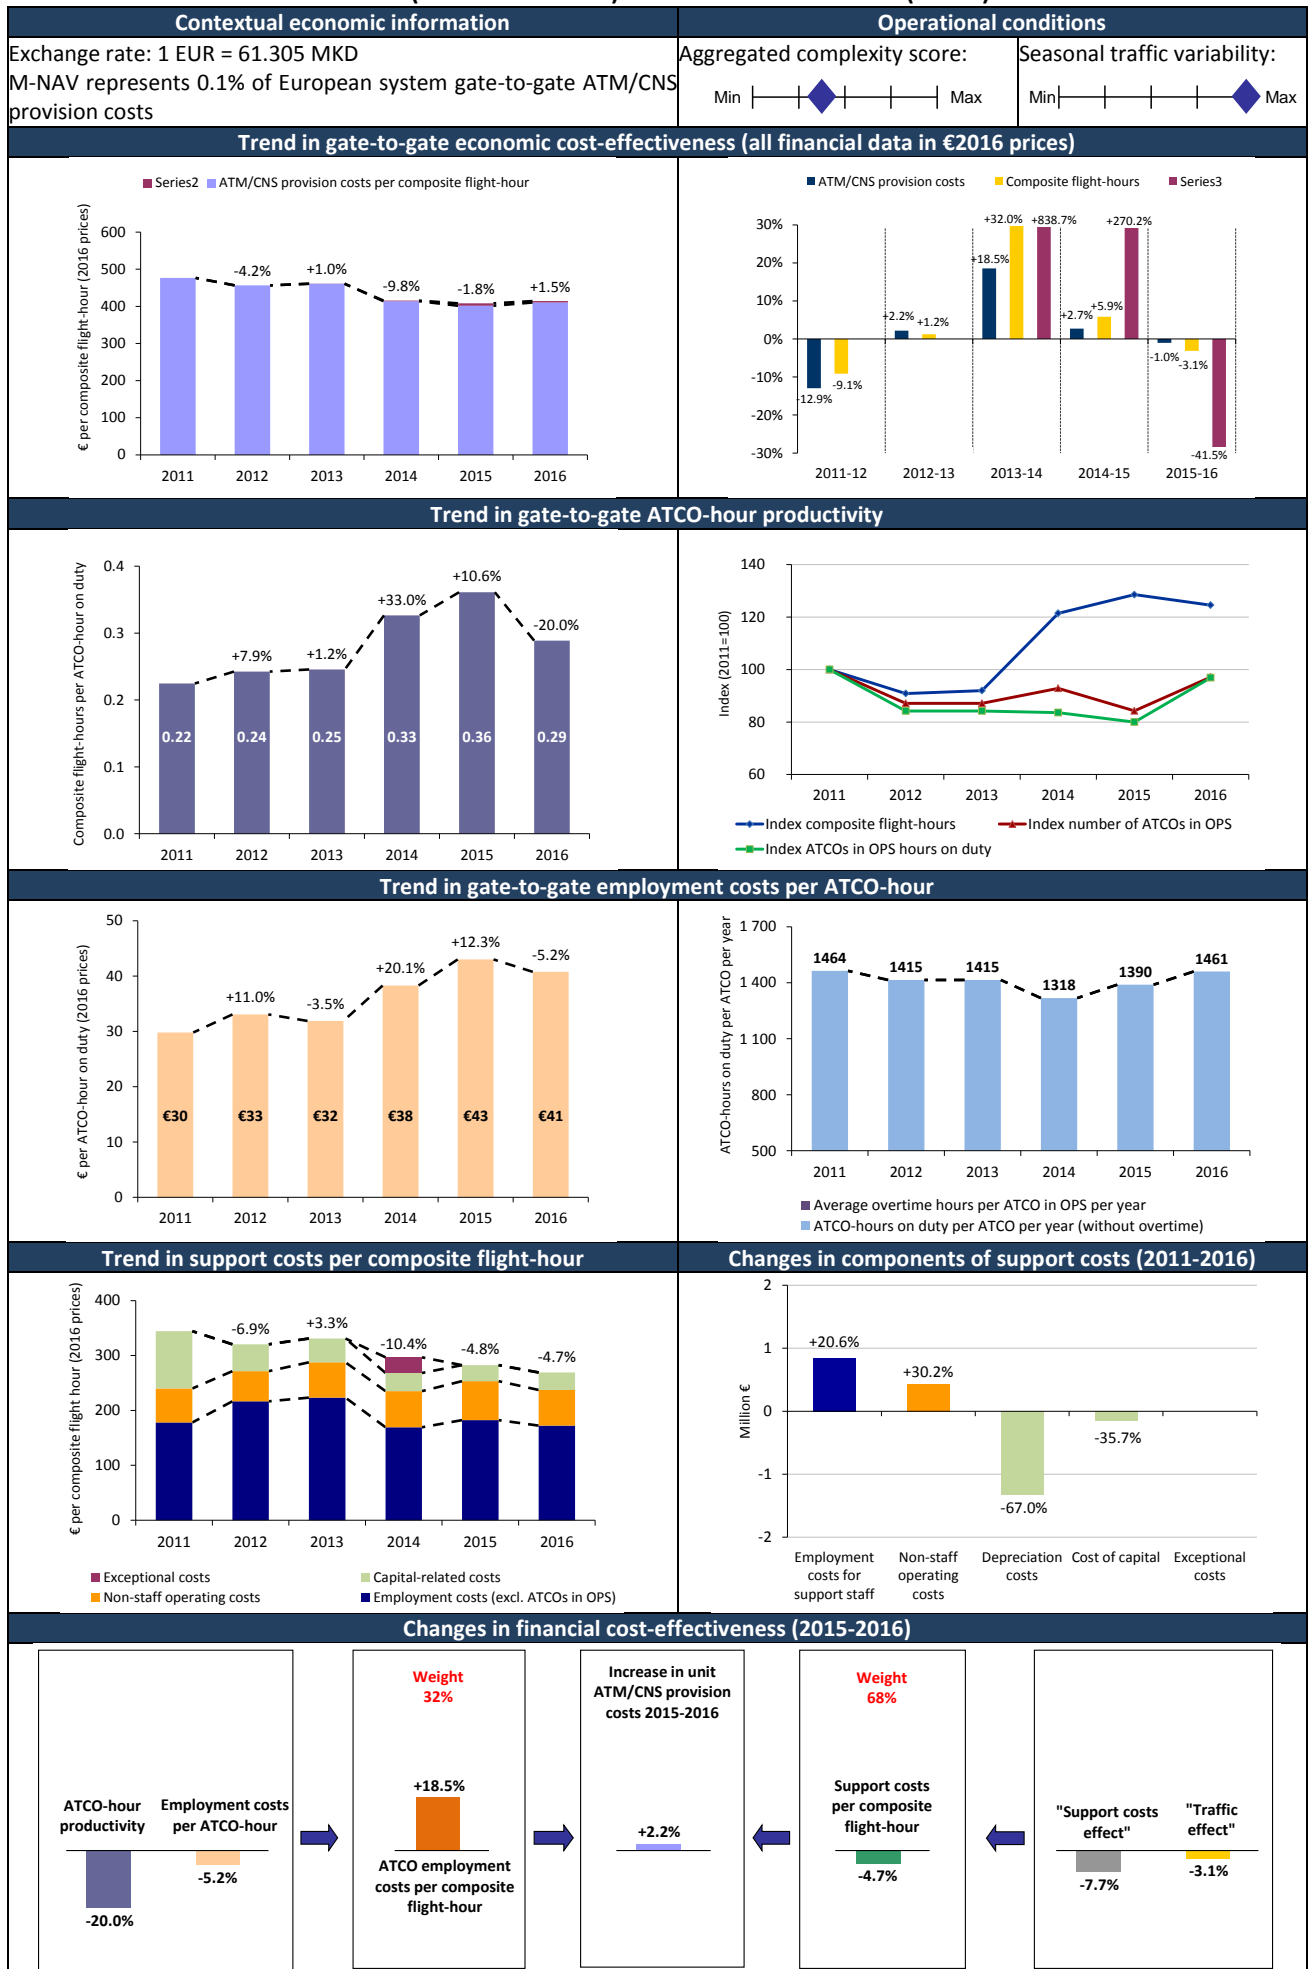 Contextual economic information
Operational conditions
Exchange rate: 1 EUR = 61.305 MKD
M-NAV represents 0.1% of European system gate-to-gate ATM/CNS
provision costs
Aggregated complexity score:
Min Max
Seasonal traffic variability:
Min Max
Trend in gate-to-gate economic cost-effectiveness (all financial data in €2016 prices)
Series2 ATM/CNS provision costs per composite flight-hour
€ per composite flight-hour (2016 prices)
600
500
400
300
200
100
0
-4.2%
+1.0%
-9.8%
-1.8%
+1.5%
2011 2012 2013 2014 2015 2016
ATM/CNS provision costs Composite flight-hours Series3
30%
20%
10%
0%
-10%
-20%
-30%
-12.9%
-9.1%
+2.2%
+1.2%
+18.5%
+32.0%
+838.7%
+2.7%
+5.9%
+270.2%
-1.0%
-3.1%
-41.5%
2011-12 2012-13 2013-14 2014-15 2015-16
Trend in gate-to-gate ATCO-hour productivity
Composite flight-hours per ATCO-hour on duty
0.4
0.3
0.2
0.1
0.0
+7.9%
+1.2%
+33.0%
+10.6%
-20.0%
0.22 0.24 0.25 0.33 0.36 0.29
2011 2012 2013 2014 2015 2016
Index (2011=100)
140
120
100
80
60
2011 2012 2013 2014 2015 2016
Index composite flight-hours Index number of ATCOs in OPS
Index ATCOs in OPS hours on duty
Trend in gate-to-gate employment costs per ATCO-hour
€ per ATCO-hour on duty (2016 prices)
50
40
30
20
10
0
+11.0%
-3.5%
+20.1%
+12.3%
-5.2%
€30 €33 €32 €38 €43 €41
2011 2012 2013 2014 2015 2016
ATCO-hours on duty per ATCO per year
1 700
1 400
1 100
800
500
1464 1415 1415 1318 1390 1461
2011 2012 2013 2014 2015 2016
Average overtime hours per ATCO in OPS per year
ATCO-hours on duty per ATCO per year (without overtime)
Trend in support costs per composite flight-hour
€ per composite flight hour (2016 prices)
400
300
200
100
0
-6.9%
+3.3%
-10.4%
-4.8%
-4.7%
2011 2012 2013 2014 2015 2016
Exceptional costs Capital-related costs
Non-staff operating costs Employment costs (excl. ATCOs in OPS)
Changes in components of support costs (2011-2016)
Million €
2
1
0
-1
-2
+20.6%
+30.2%
-67.0%
-35.7%
Employment Non-staff Depreciation Cost of capital Exceptional
costs for operating costs costs
support staff costs
Changes in financial cost-effectiveness (2015-2016)
ATCO-hour
productivity
-20.0%
Employment costs
per ATCO-hour
-5.2%
Weight
32%
+18.5%
ATCO employment
costs per composite
flight-hour
Increase in unit
ATM/CNS provision
costs 2015-2016
+2.2%
Weight
68%
Support costs
per composite
flight-hour
-4.7%
"Support costs
effect"
-7.7%
"Traffic
effect"
-3.1%